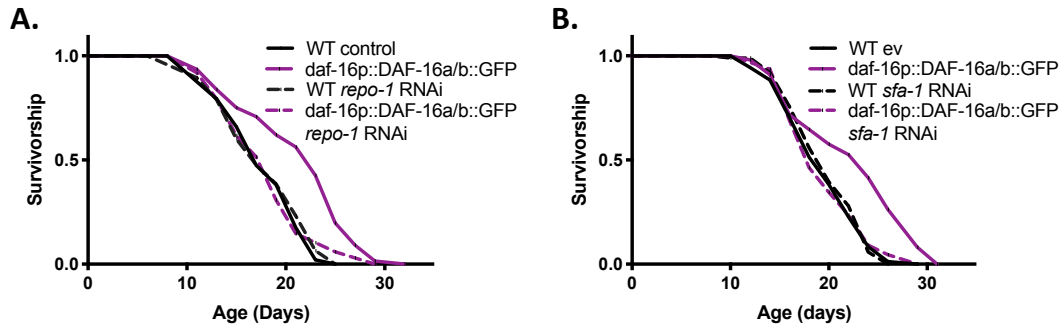 A.
1.0
0.5
0.0
Survivorship
0
10
20
30
Age (Days)
WT control
daf-16p::DAF-16a/b::GFP
WT repo-1 RNAi
daf-16p::DAF-16a/b::GFP
repo-1 RNAi
B.
1.0
0.5
0.0
Survivorship
0
10
20
30
Age (days)
WT ev
daf-16p::DAF-16a/b::GFP
WT sfa-1 RNAi
daf-16p::DAF-16a/b::GFP
sfa-1 RNAi